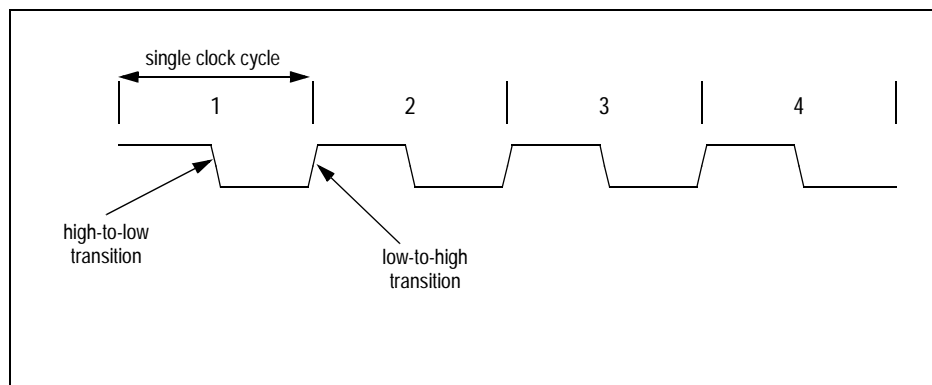 single clock cycle
1 2 3 4
high-to-low
transition
low-to-high
transition